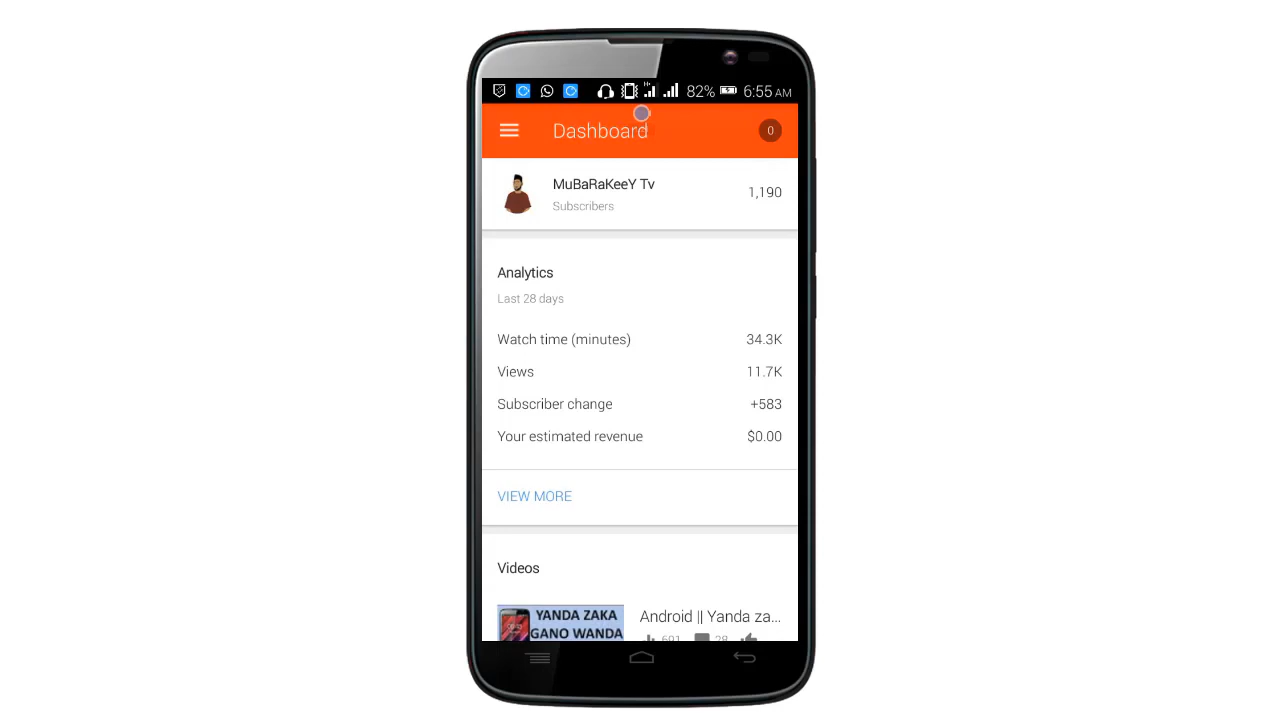 82% 6:55 AM
Dashboard 0
MuBaRaKeeY Tv 1,190
Subscribers
Analytics
Last 28 days
Watch time (minutes) 34.3K
Views 11.7K
Subscriber change +583
Your estimated revenue $0.00
VIEW MORE
Videos
YANDA ZAKA Android || Yanda za...
GANO WANDA 691 28